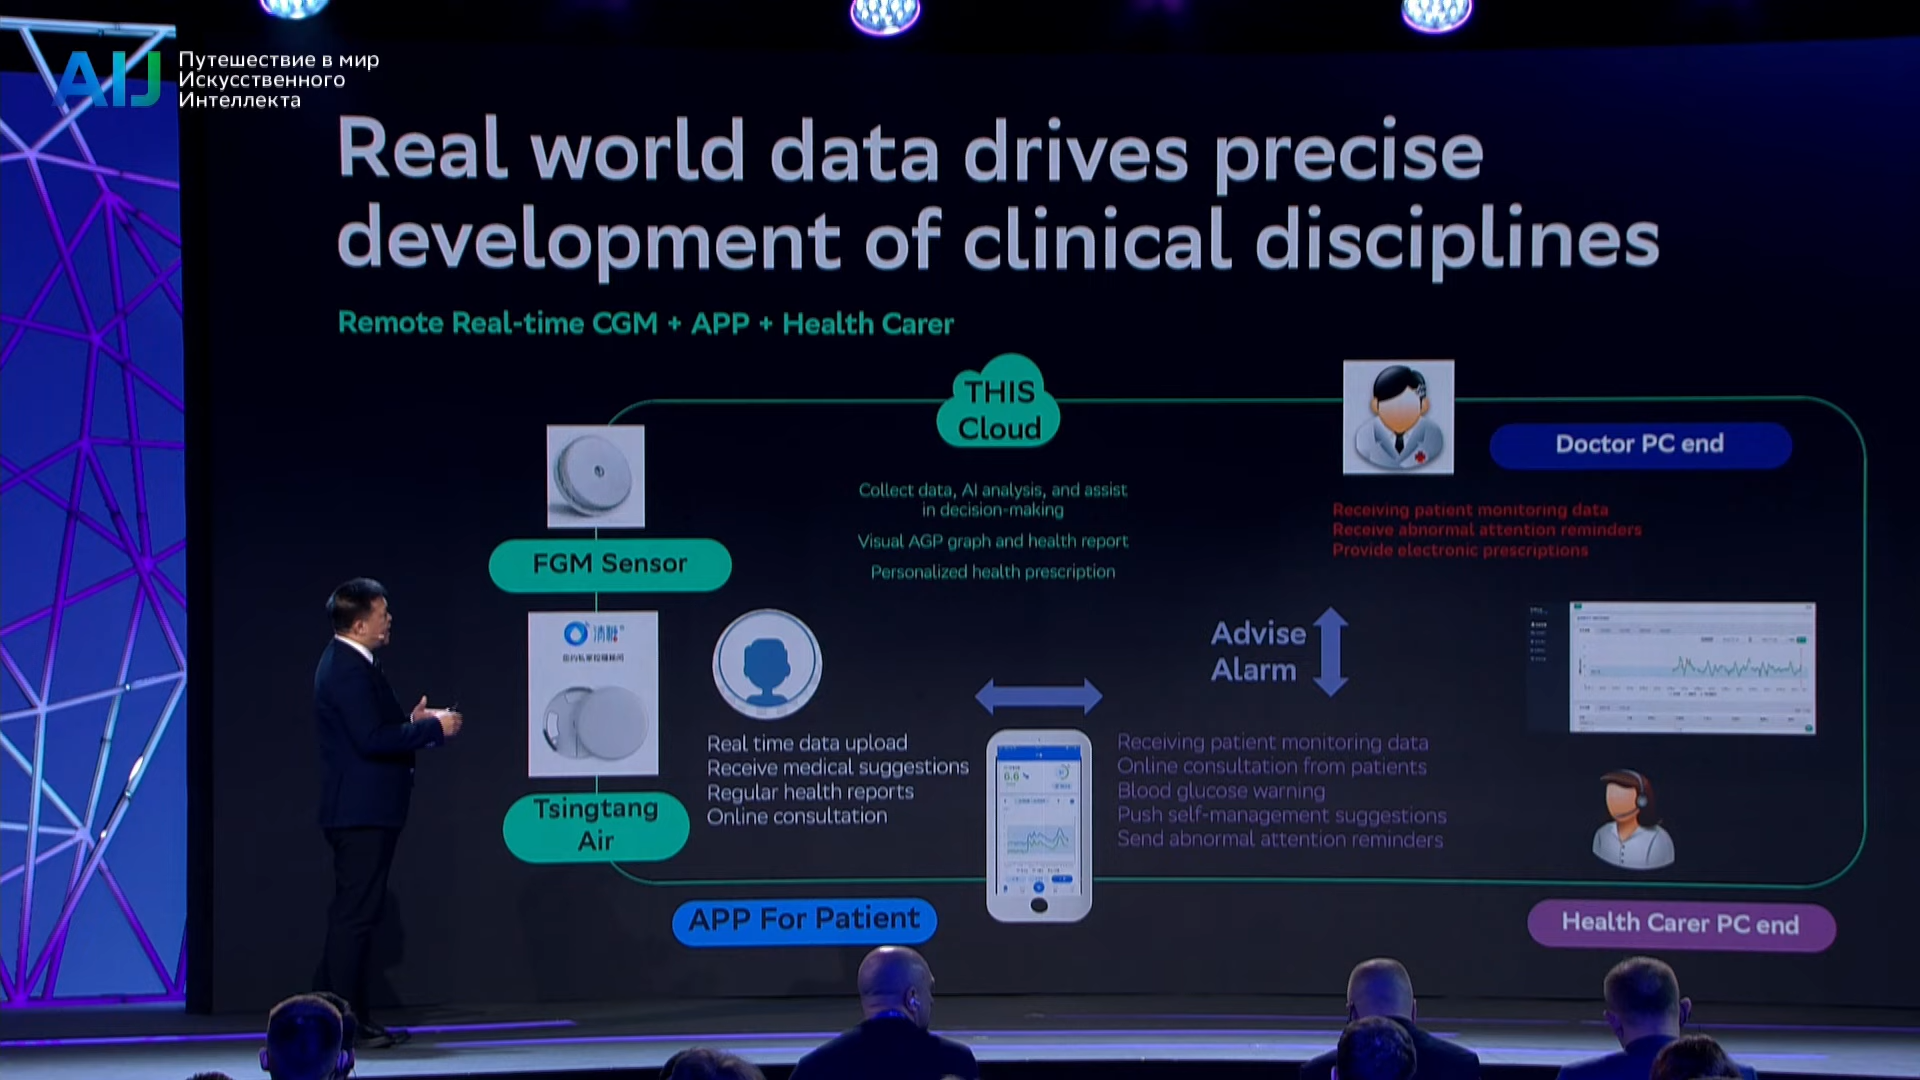 AIJ
Путешествие в мир
Искусственного
Интеллекта
Real world data drives precise
development of clinical disciplines
Remote Real-time CGM + APP + Health Carer
THIS
Cloud
Doctor PC end
Collect data, AI analysis, and assist
in decision-making
Visual AGP graph and health report
Personalized health prescription
Receiving patient monitoring data
Receive abnormal attention reminders
Provide electronic prescriptions
FGM Sensor
Advise
Alarm
Real time data upload
Receive medical suggestions
Regular health reports
Online consultation
6.6
Receiving patient monitoring data
Online consultation from patients
Blood glucose warning
Push self-management suggestions
Send abnormal attention reminders
Tsingtang
Air
APP For Patient
Health Carer PC end